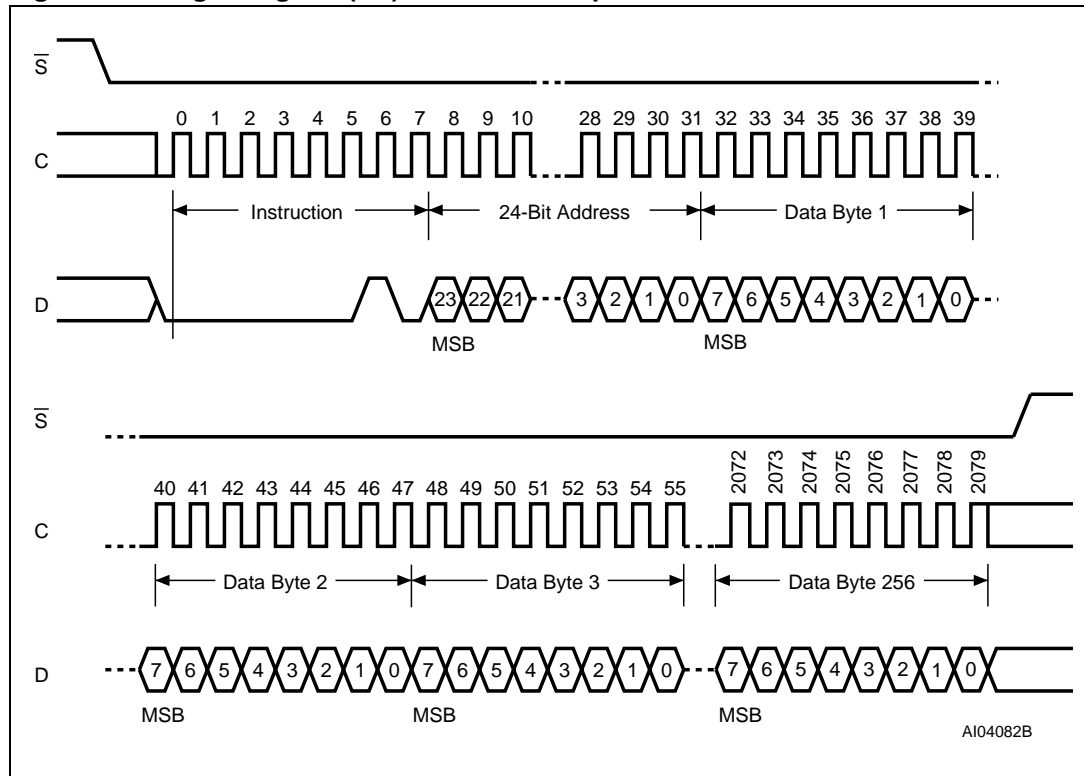 S
0 1 2 3 4 5 6 7 8 9 10 28 29 30 31 32 33 34 35 36 37 38 39
C
Instruction 24-Bit Address Data Byte 1
D 23 22 21 3 2 1 0 7 6 5 4 3 2 1 0
MSB MSB
S
40 41 42 43 44 45 46 47 48 49 50 51 52 53 54 55 2072 2073 2074 2075 2076 2077 2078 2079
C
Data Byte 2 Data Byte 3 Data Byte 256
D 7 6 5 4 3 2 1 0 7 6 5 4 3 2 1 0 7 6 5 4 3 2 1 0
MSB MSB MSB
AI04082B